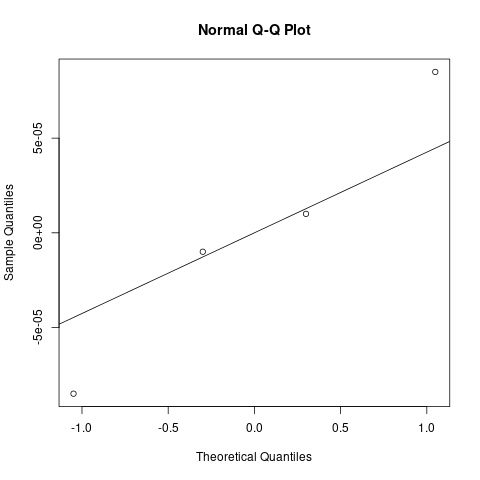 Normal Q-Q Plot
Sample Quantiles
5e-05
0e+00
-5e-05
-1.0 -0.5 0.0 0.5 1.0
Theoretical Quantiles